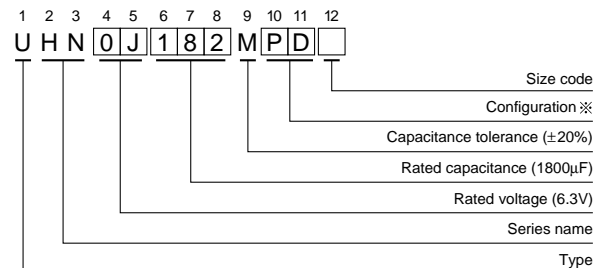 1 2 3 4 5 6 7 8 9 10 11 12
U H N 0 J 1 8 2 M P D
Size code
Configuration ※
Capacitance tolerance (±20%)
Rated capacitance (1800µF)
Rated voltage (6.3V)
Series name
Type